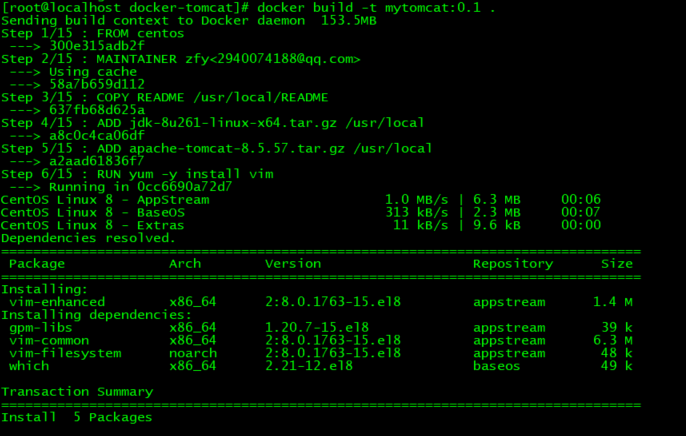 [root@localhost docker-tomcat]# docker build -t mytomcat:0.1 .
Sending build context to Docker daemon  153.5MB
Step 1/15 : FROM centos
 ---> 300e315adb2f
Step 2/15 : MAINTAINER zfy<2940074188@qq.com>
 ---> Using cache
 ---> 58a7b659d112
Step 3/15 : COPY README /usr/local/README
 ---> 637fb68d625a
Step 4/15 : ADD jdk-8u261-linux-x64.tar.gz /usr/local
 ---> a8c0c4ca06df
Step 5/15 : ADD apache-tomcat-8.5.57.tar.gz /usr/local
 ---> a2aad61836f7
Step 6/15 : RUN yum -y install vim
 ---> Running in 0cc6690a72d7
CentOS Linux 8 - AppStream                      1.0 MB/s | 6.3 MB     00:06
CentOS Linux 8 - BaseOS                         313 kB/s | 2.3 MB     00:07
CentOS Linux 8 - Extras                          11 kB/s | 9.6 kB     00:00
Dependencies resolved.
================================================================================
 Package             Arch        Version                   Repository      Size
================================================================================
Installing:
 vim-enhanced        x86_64      2:8.0.1763-15.el8         appstream      1.4 M
Installing dependencies:
 gpm-libs            x86_64      1.20.7-15.el8             appstream       39 k
 vim-common          x86_64      2:8.0.1763-15.el8         appstream      6.3 M
 vim-filesystem      noarch      2:8.0.1763-15.el8         appstream       48 k
 which               x86_64      2.21-12.el8               baseos          49 k
Transaction Summary
================================================================================
Install  5 Packages